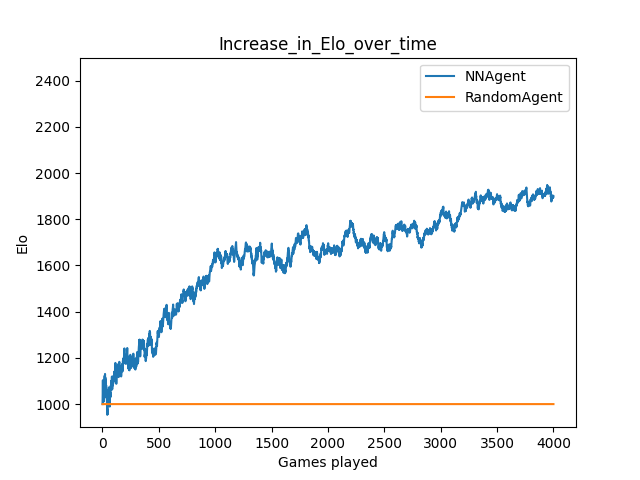 Increase_in_Elo_over_time
NNAgent
RandomAgent
2400
2200
2000
1800
1600
1400
1200
1000
Elo
0 500 1000 1500 2000 2500 3000 3500 4000
Games played